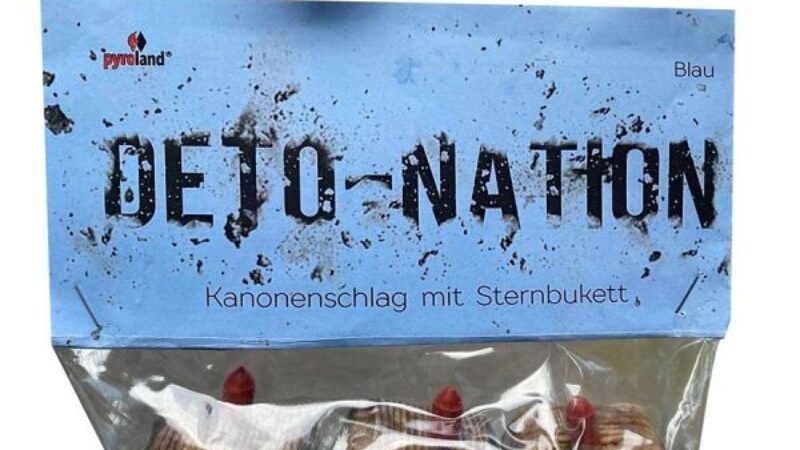 pyroland®
Blau
DETO-NATION
Kanonenschlag mit Sternbukett